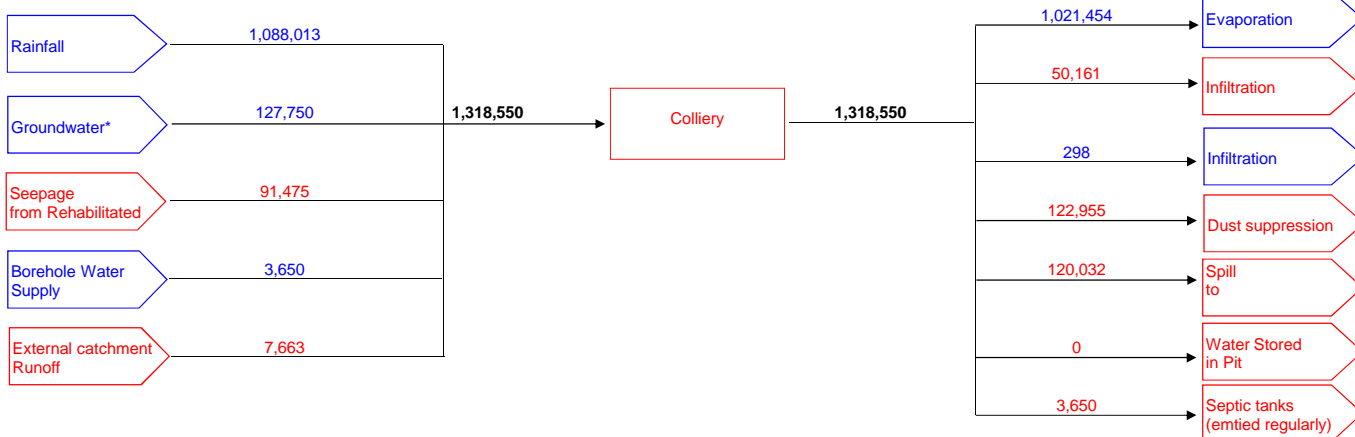 Rainfall
1,088,013
Groundwater*
127,750
Seepage
from Rehabilitated
91,475
Borehole Water
Supply
3,650
External catchment
Runoff
7,663
1,318,550
Colliery
1,318,550
1,021,454
Evaporation
50,161
Infiltration
298
Infiltration
122,955
Dust suppression
120,032
Spill
to
0
Water Stored
in Pit
3,650
Septic tanks
(emtied regularly)